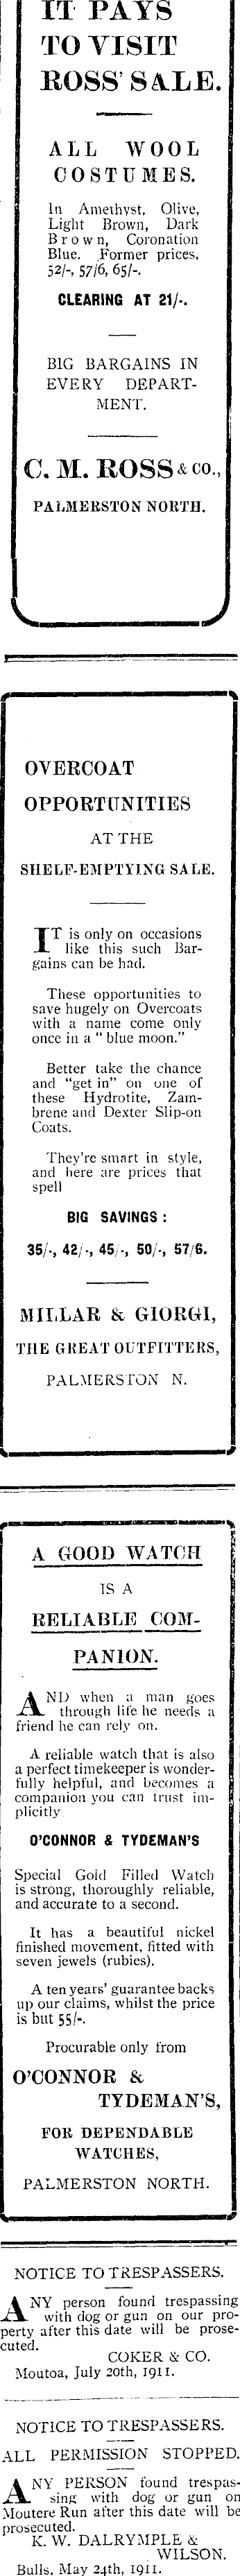 IT PAYS
TO VISIT
ROSS' SALE.
ALL WOOL
COSTUMES.
In Amethyst, Olive,
Light Brown, Dark
Brown, Coronation
Blue. Former prices,
52/-, 57/6, 65/-.
CLEARING AT 21/-.
BIG BARGAINS IN
EVERY DEPART-
MENT.
C. M. ROSS & CO.,
PALMERSTON NORTH.
OVERCOAT
OPPORTUNITIES
AT THE
SHELF-EMPTYING SALE.
IT is only on occasions
like this such Bar-
gains can be had.
These opportunities to
save hugely on Overcoats
with a name come only
once in a "blue moon."
Better take the chance
and "get in" on one of
these Hydrotite, Zam-
brene and Dexter Slip-on
Coats.
They're smart in style,
and here are prices that
spell
BIG SAVINGS :
35/-, 42/-, 45/-, 50/-, 57/6.
MILLAR & GIORGI,
THE GREAT OUTFITTERS,
PALMERSTON N.
A GOOD WATCH
IS A
RELIABLE COM-
PANION.
AND when a man goes
through life he needs a
friend he can rely on.
A reliable watch that is also
a perfect timekeeper is wonder-
fully helpful, and becomes a
companion you can trust im-
plicitly
O'CONNOR & TYDEMAN'S
Special Gold Filled Watch
is strong, thoroughly reliable,
and accurate to a second.
It has a beautiful nickel
finished movement, fitted with
seven jewels (rubies).
A ten years' guarantee backs
up our claims, whilst the price
is but 55/-.
Procurable only from
O'CONNOR &
TYDEMAN'S,
FOR DEPENDABLE
WATCHES,
PALMERSTON NORTH.
NOTICE TO TRESPASSERS.
ANY person found trespassing
with dog or gun on our pro-
perty after this date will be prose-
cuted.
COKER & CO.
Moutoa, July 20th, 1911.
NOTICE TO TRESPASSERS.
ALL PERMISSION STOPPED.
ANY PERSON found trespas-
sing with dog or gun on
Moutere Run after this date will be
prosecuted.
K. W. DALRYMPLE &
WILSON.
Bulls, May 24th, 1911.